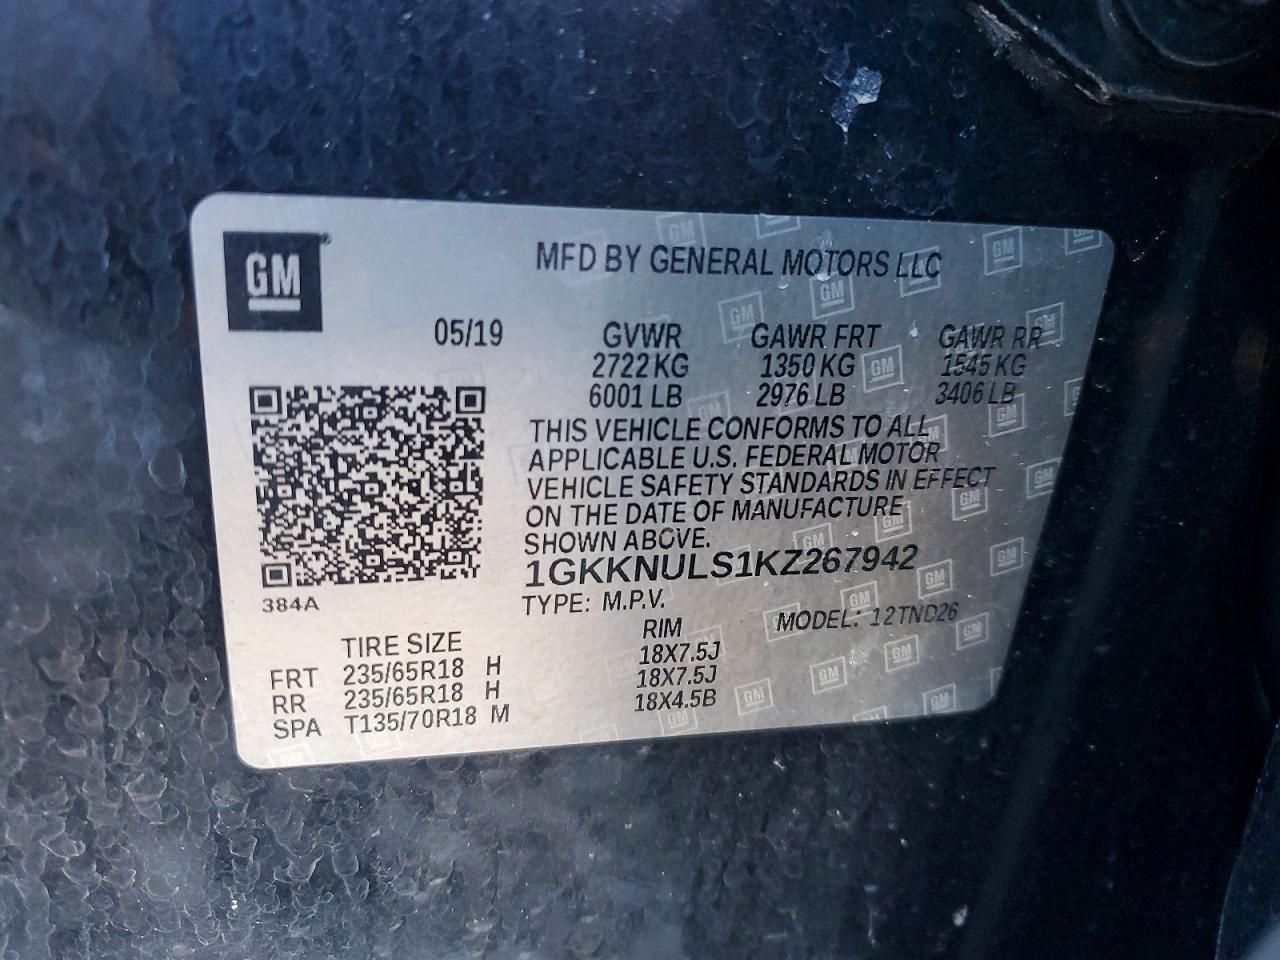 GM
MFD BY GENERAL MOTORS LLC
05/19 GVWR GAWR FRT GAWR RR
2722 KG 1350 KG 1545 KG
6001 LB 2976 LB 3406 LB
THIS VEHICLE CONFORMS TO ALL
APPLICABLE U.S. FEDERAL MOTOR
VEHICLE SAFETY STANDARDS IN EFFECT
ON THE DATE OF MANUFACTURE
SHOWN ABOVE.
1GKKNULS1KZ267942
384A TYPE: M.P.V. MODEL: 12TND26
TIRE SIZE RIM
FRT 235/65R18 H 18X7.5J
RR 235/65R18 H 18X7.5J
SPA T135/70R18 M 18X4.5B